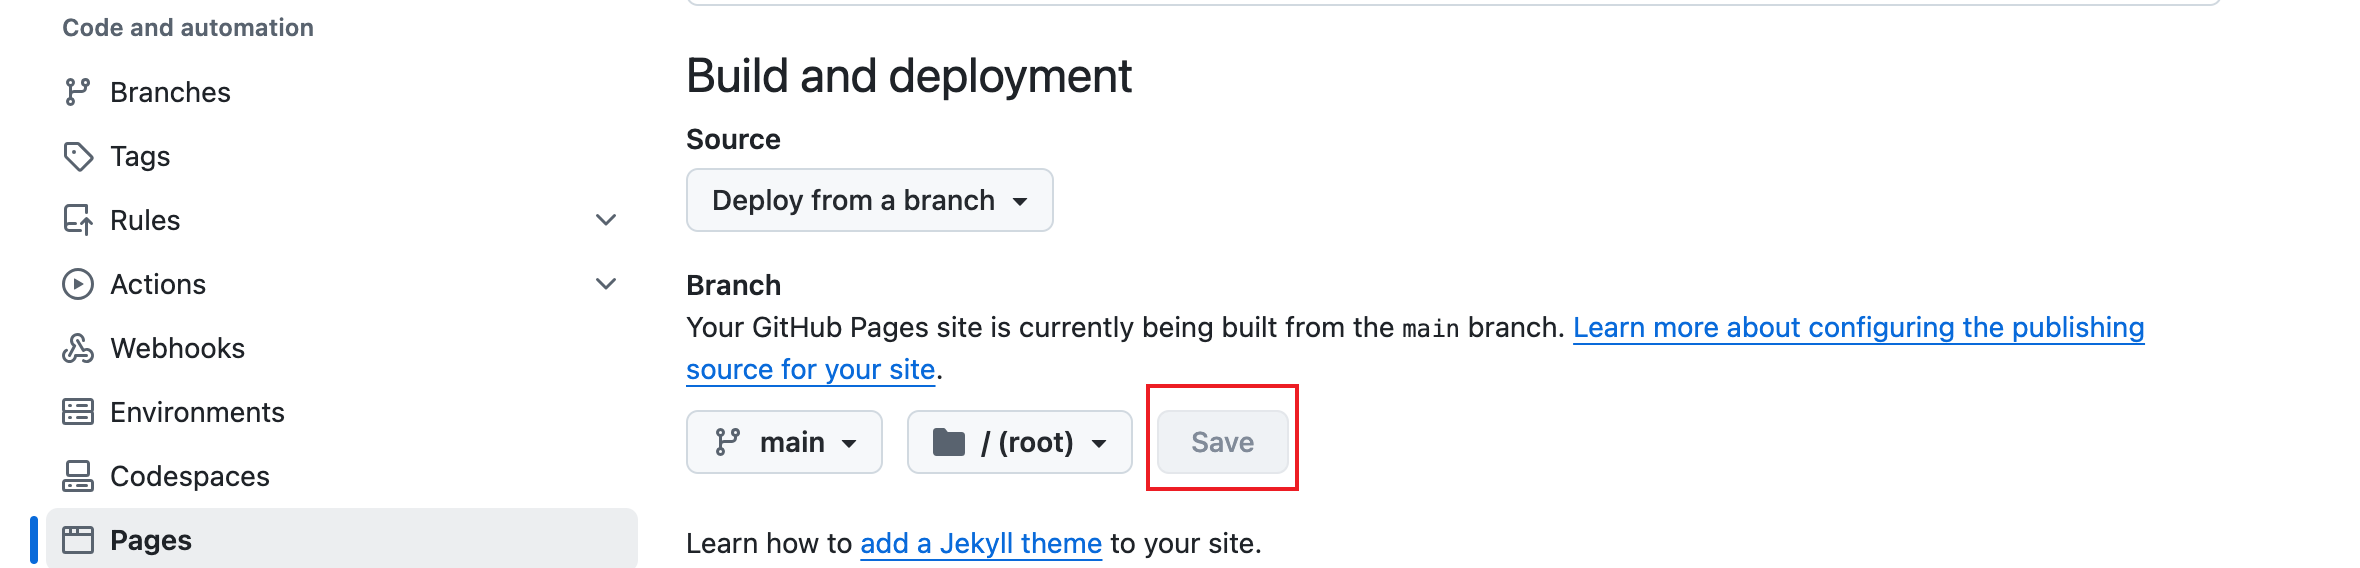 Code and automation
Branches
Tags
Rules
Actions
Webhooks
Environments
Codespaces
Pages
Build and deployment
Source
Deploy from a branch
Branch
Your GitHub Pages site is currently being built from the main branch. Learn more about configuring the publishing
source for your site.
main
/ (root)
Save
Learn how to add a Jekyll theme to your site.